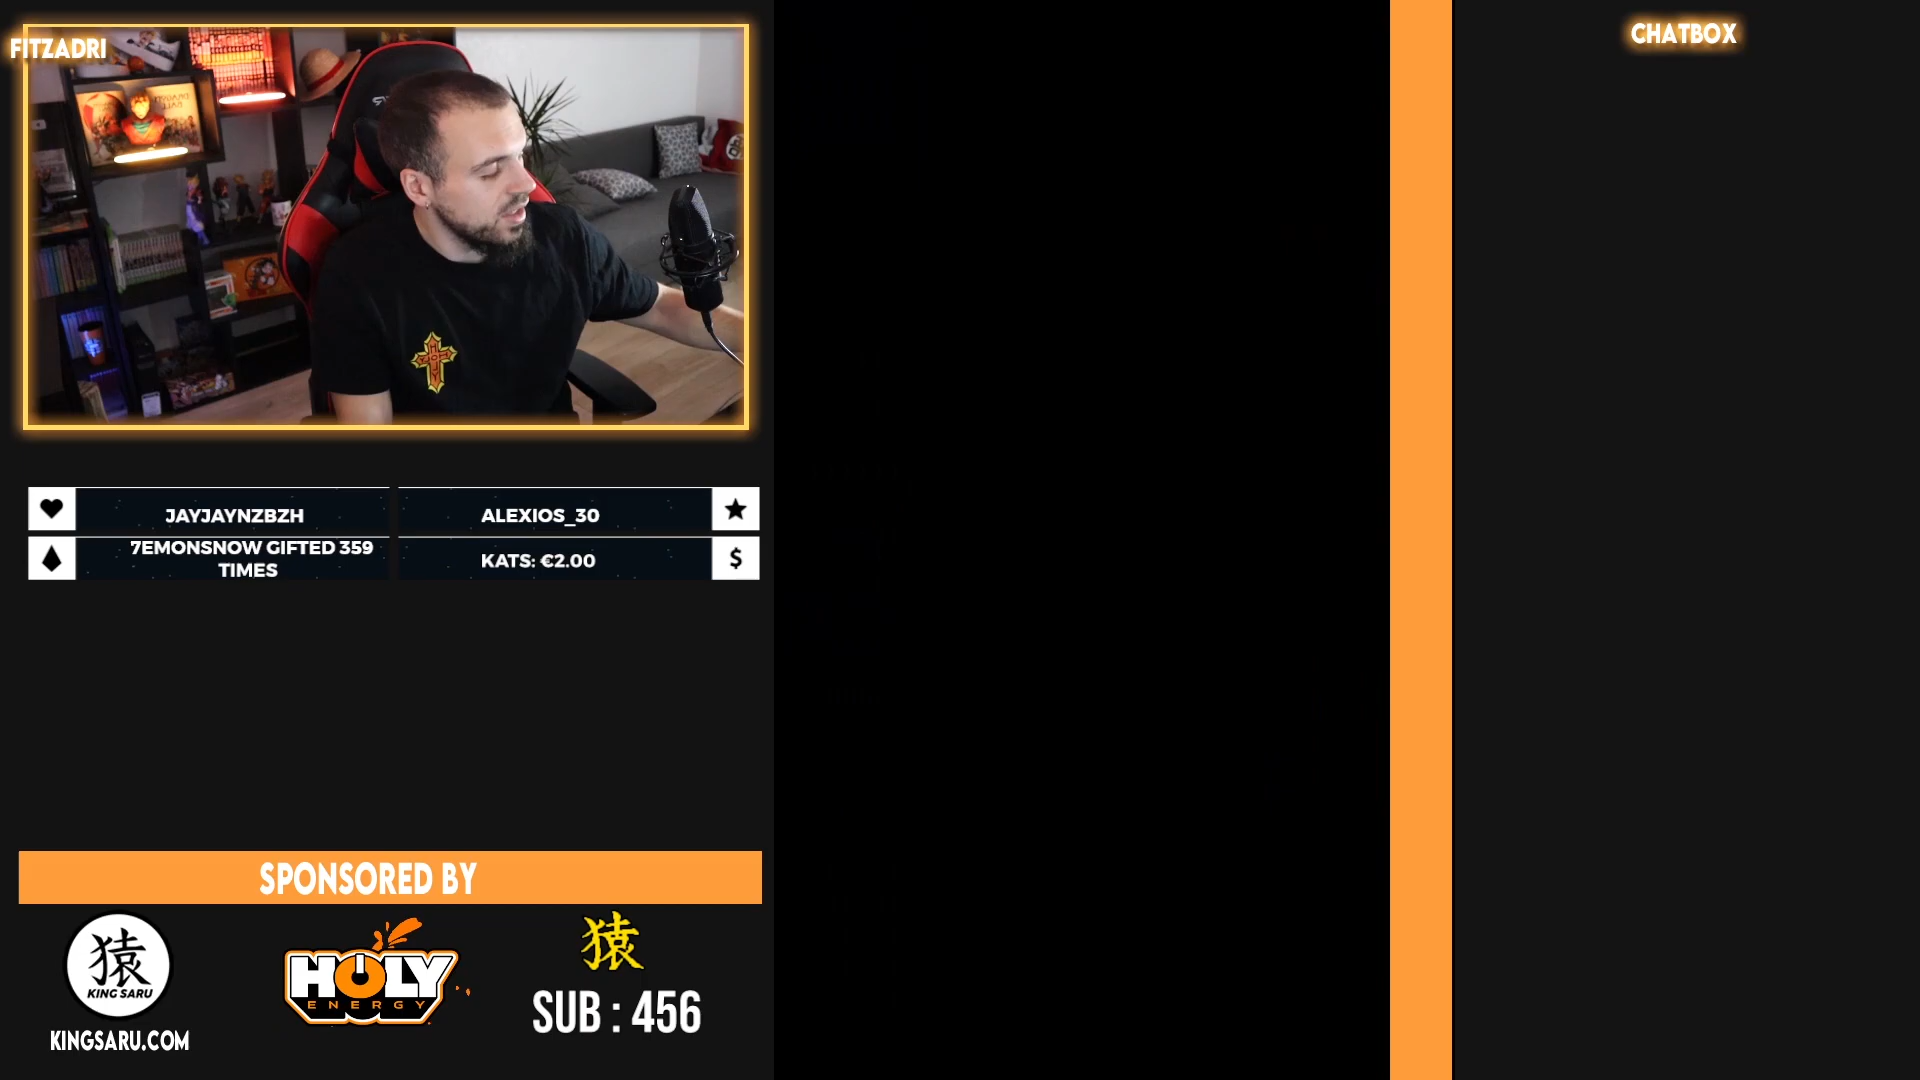 FITZADRI
CHATBOX
JAYJAYNZBZH
ALEXIOS_30
7EMONSNOW GIFTED 359
TIMES
KATS: €2.00
$
SPONSORED BY
猿
KING SARU
KINGSARU.COM
HOLY
ENERGY
猿
SUB : 456